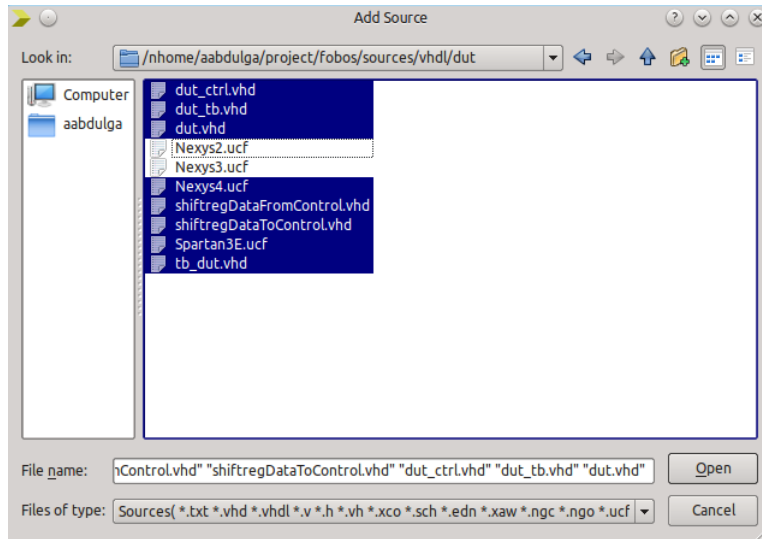 Add Source
Look in: /nhome/aabdulga/project/fobos/sources/vhdl/dut
Computer
aabdulga
dut_ctrl.vhd
dut_tb.vhd
dut.vhd
Nexys2.ucf
Nexys3.ucf
Nexys4.ucf
shiftregDataFromControl.vhd
shiftregDataToControl.vhd
Spartan3E.ucf
tb_dut.vhd
File name: nControl.vhd" "shiftregDataToControl.vhd" "dut_ctrl.vhd" "dut_tb.vhd" "dut.vhd"
Open
Files of type: Sources( *.txt *.vhd *.vhdl *.v *.h *.vh *.xco *.sch *.edn *.xaw *.ngc *.ngo *.ucf
Cancel